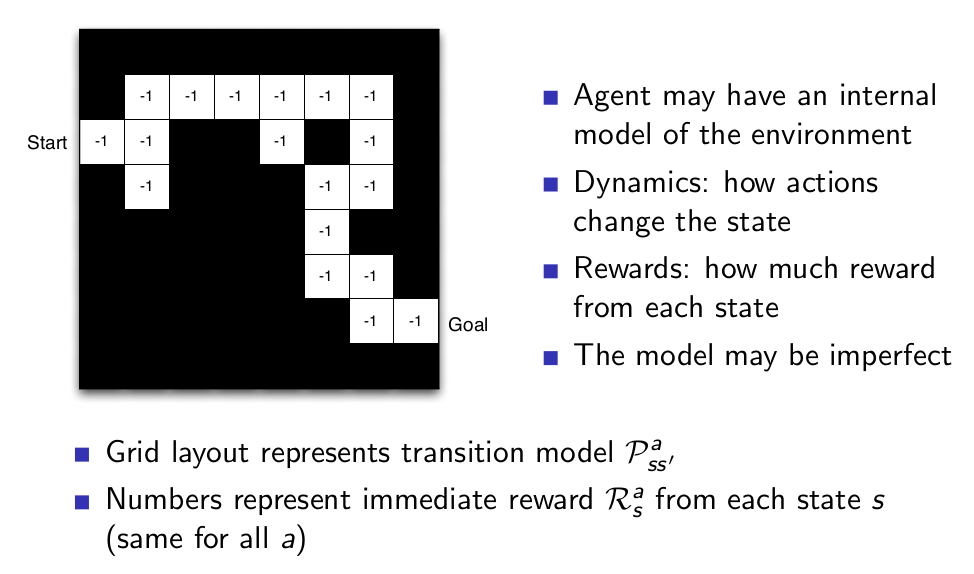 -1 -1 -1 -1 -1 -1
Start -1 -1 -1 -1
-1 -1 -1
-1
-1 -1
-1 -1 Goal
Agent may have an internal
model of the environment
Dynamics: how actions
change the state
Rewards: how much reward
from each state
The model may be imperfect
Grid layout represents transition model 𝒫ᵃₛₛ′
Numbers represent immediate reward ℛᵃₛ from each state s
(same for all a)